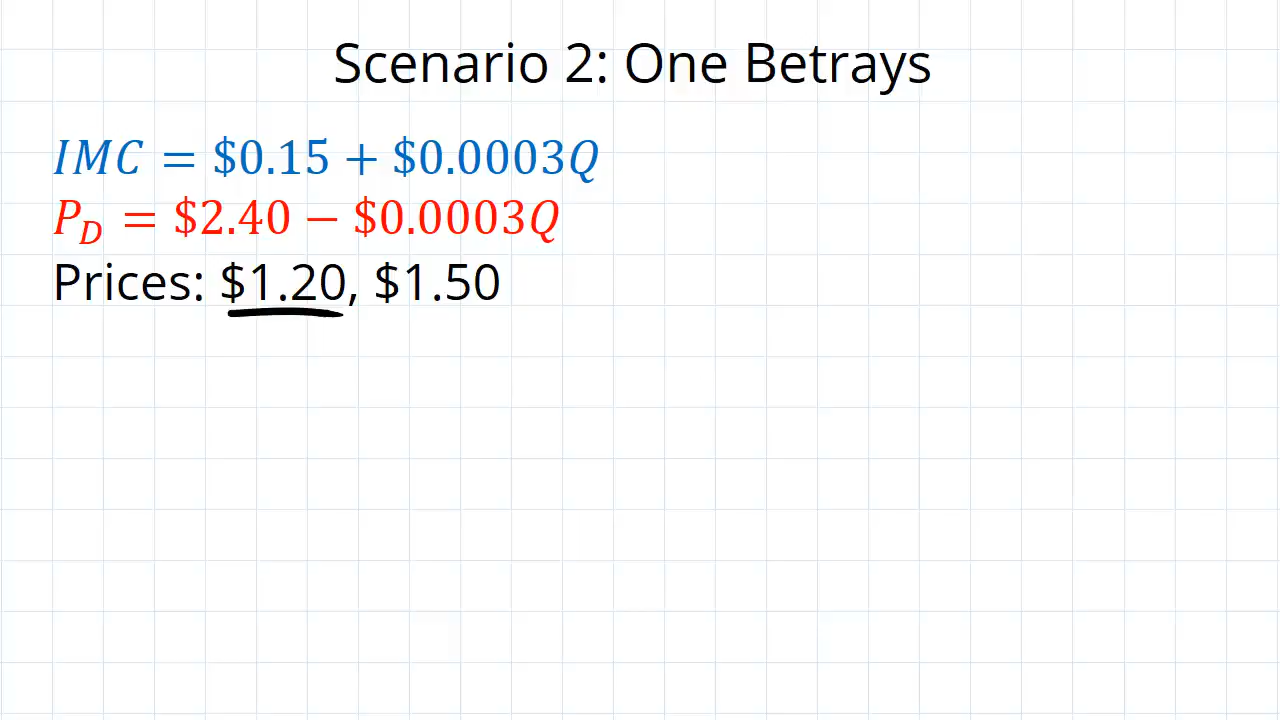 Scenario 2: One Betrays
IMC = $0.15 + $0.0003Q
P_D = $2.40 − $0.0003Q
Prices: $1.20, $1.50